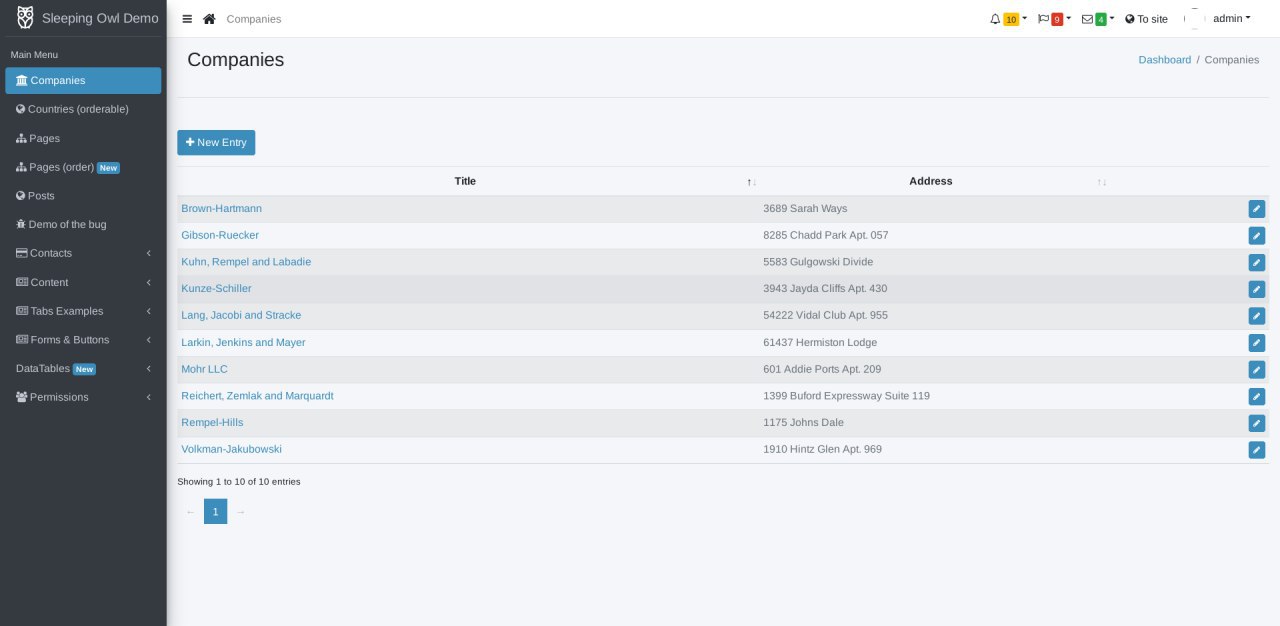 Sleeping Owl Demo
Companies
10
9
4
To site
admin
Main Menu
Companies
Countries (orderable)
Pages
Pages (order) New
Posts
Demo of the bug
Contacts
Content
Tabs Examples
Forms & Buttons
DataTables New
Permissions
Companies
Dashboard / Companies
New Entry
Title ↑↓ Address ↑↓
Brown-Hartmann 3689 Sarah Ways
Gibson-Ruecker 8285 Chadd Park Apt. 057
Kuhn, Rempel and Labadie 5583 Gulgowski Divide
Kunze-Schiller 3943 Jayda Cliffs Apt. 430
Lang, Jacobi and Stracke 54222 Vidal Club Apt. 955
Larkin, Jenkins and Mayer 61437 Hermiston Lodge
Mohr LLC 601 Addie Ports Apt. 209
Reichert, Zemlak and Marquardt 1399 Buford Expressway Suite 119
Rempel-Hills 1175 Johns Dale
Volkman-Jakubowski 1910 Hintz Glen Apt. 969
Showing 1 to 10 of 10 entries
← 1 →